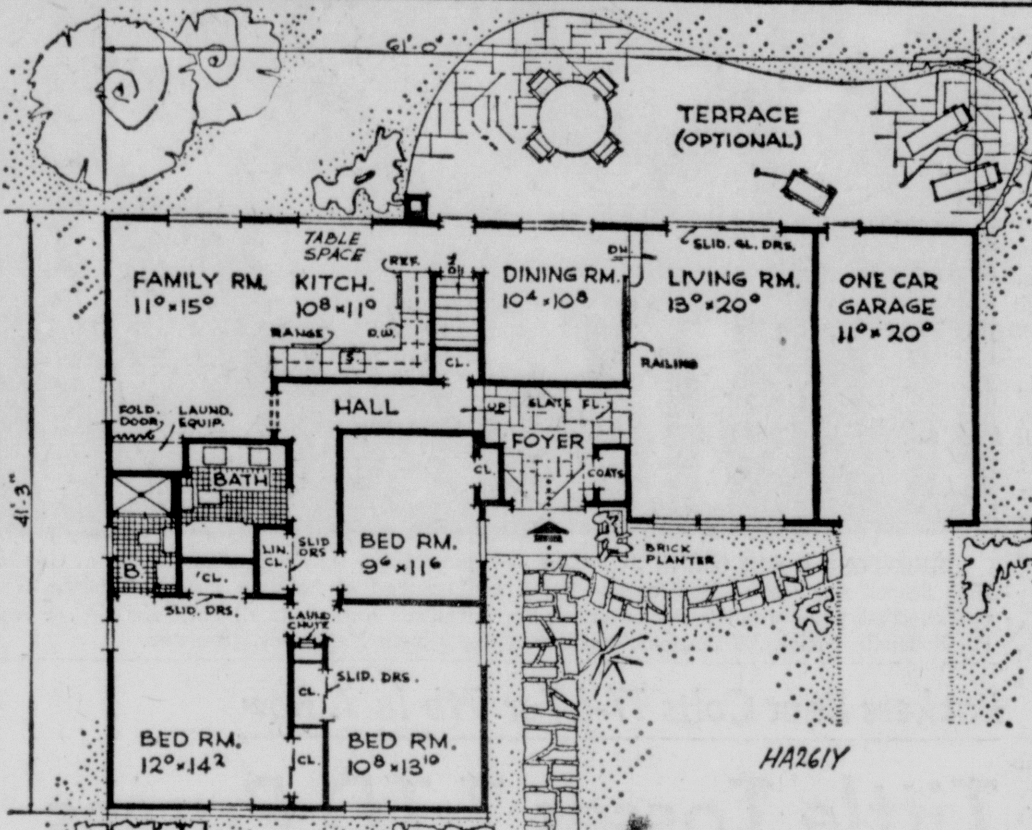 61'·0"
TERRACE
(OPTIONAL)
TABLE
SPACE
FAMILY RM.
11⁰×15⁰
KITCH.
10⁸×11⁰
REF.
DN
DINING RM.
10⁴×10⁸
DN.
SLID. GL. DRS.
LIVING RM.
13⁰×20⁰
ONE CAR
GARAGE
11⁰×20⁰
RANGE
D.W.
S.
CL.
RAILING
HALL
UP
SLATE FL.
FOYER
FOLD.
DOOR
LAUND.
EQUIP.
CL.
COATS
BATH
41'·3"
LIN.
CL.
SLID
DRS
BED RM.
9⁶×11⁶
BRICK
PLANTER
B.
CL.
SLID. DRS.
LAUND
CHUTE
SLID. DRS.
CL.
CL.
BED RM.
12⁰×14²
BED RM.
10⁸×13¹⁰
HA261Y